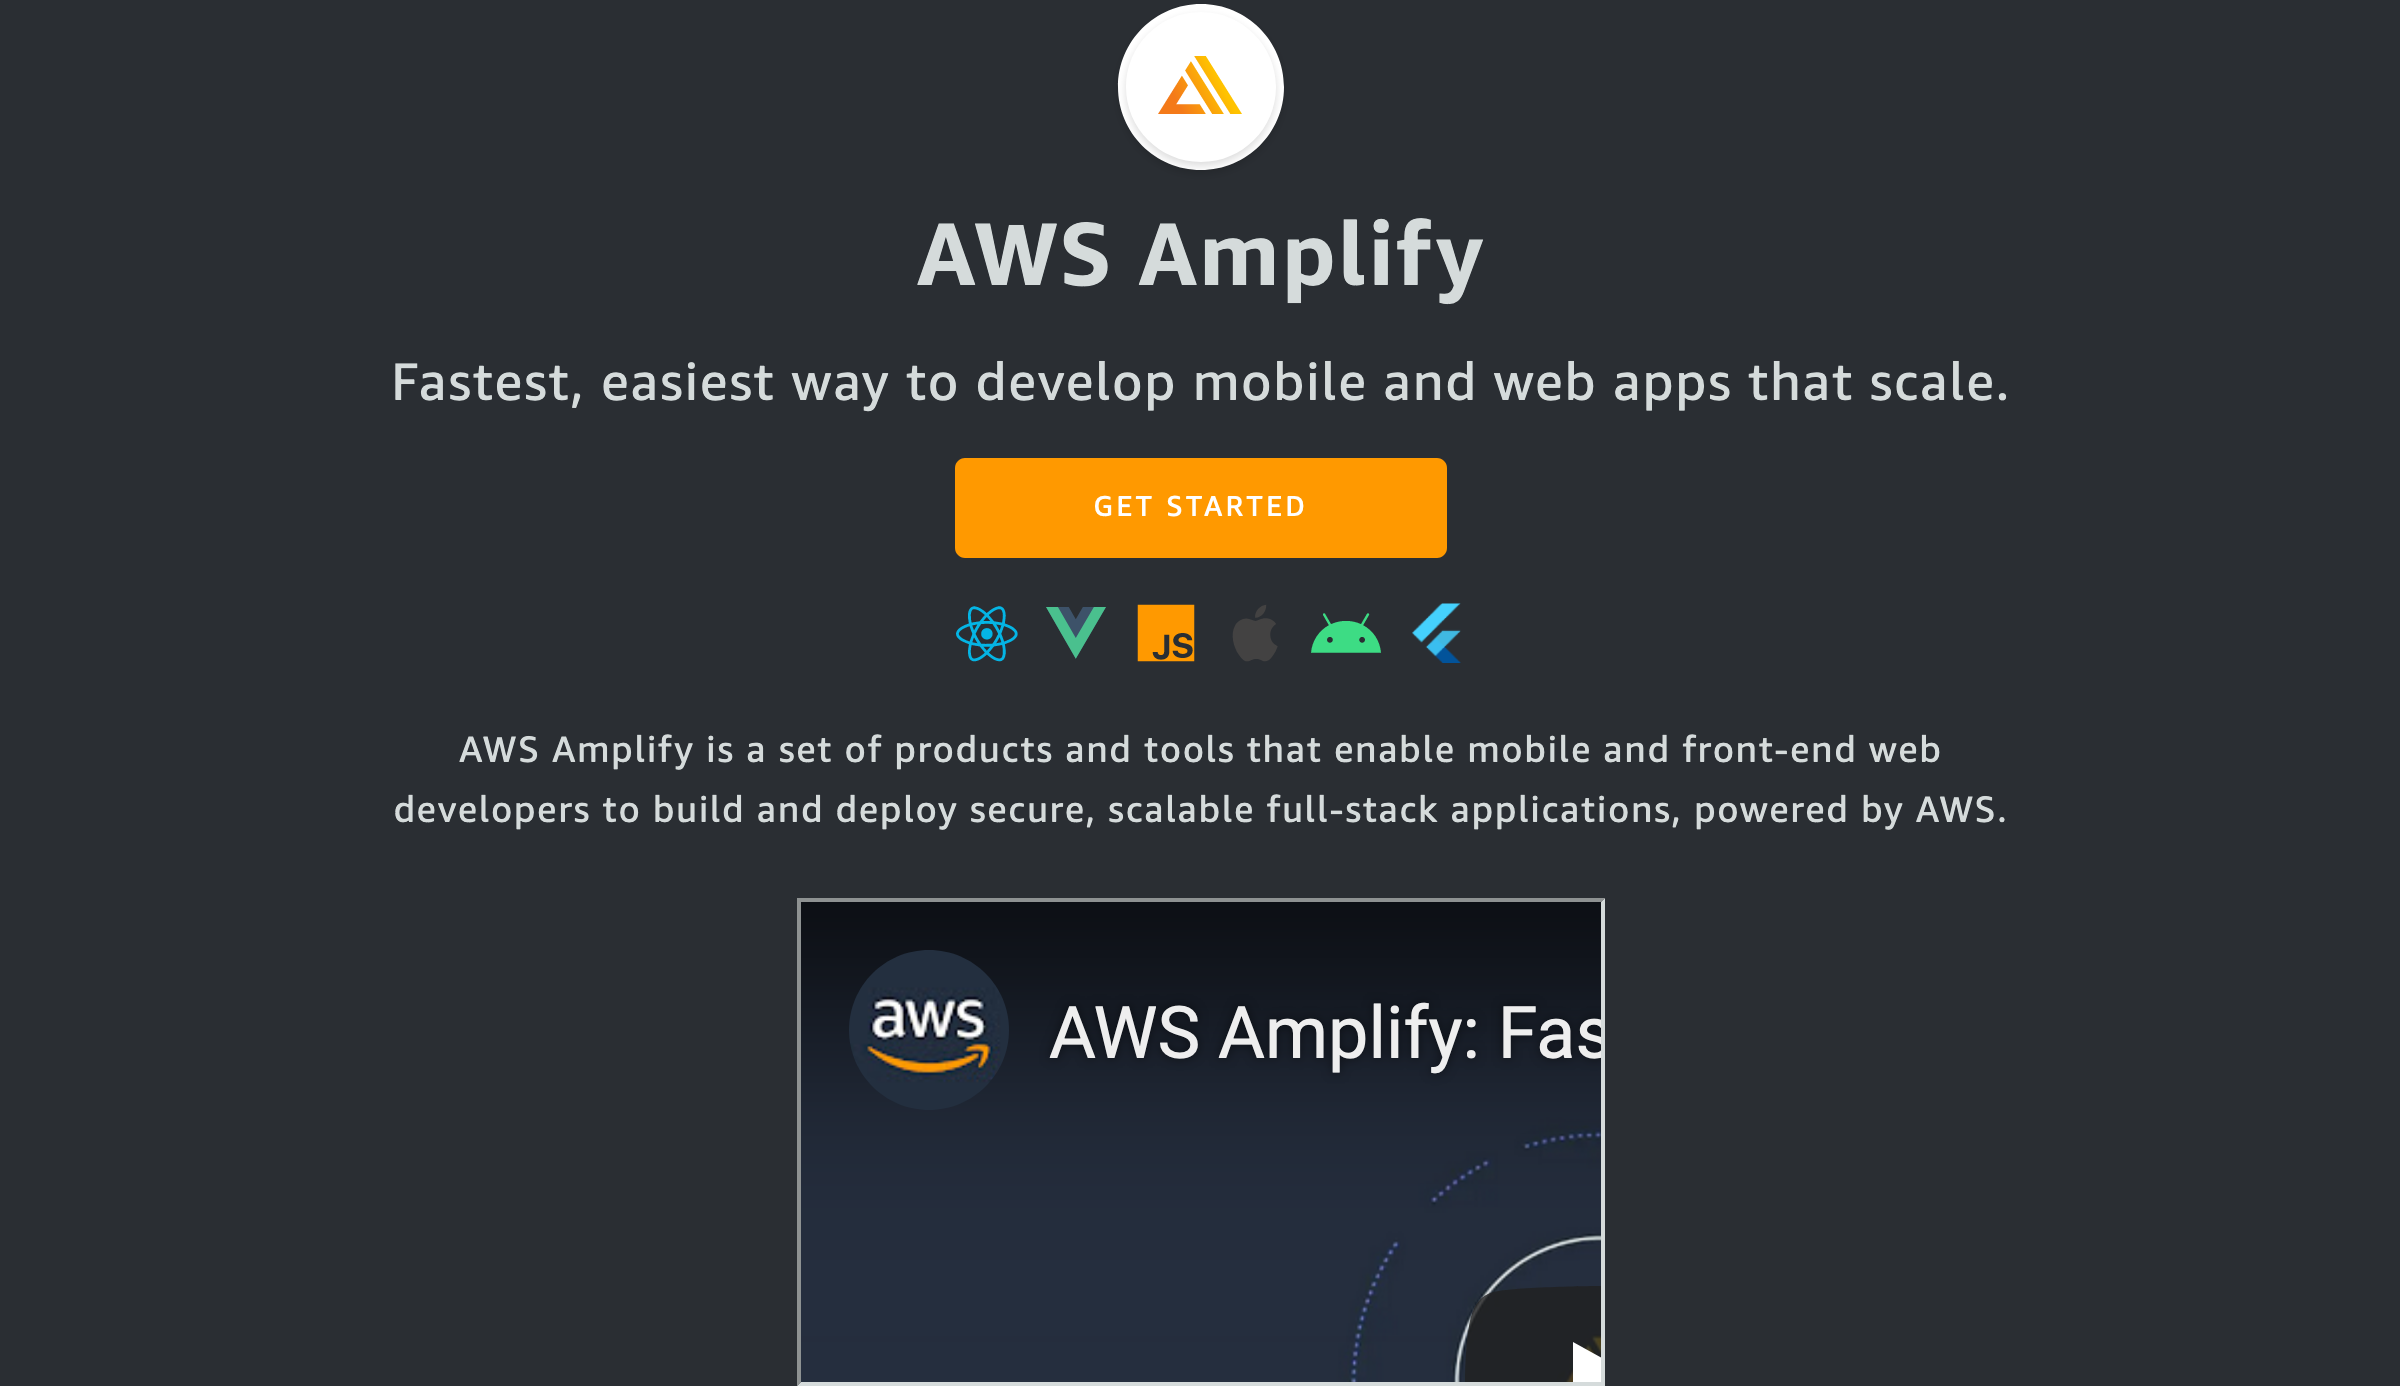 AWS Amplify
Fastest, easiest way to develop mobile and web apps that scale.
GET STARTED
JS
AWS Amplify is a set of products and tools that enable mobile and front-end web
developers to build and deploy secure, scalable full-stack applications, powered by AWS.
aws
AWS Amplify: Fas